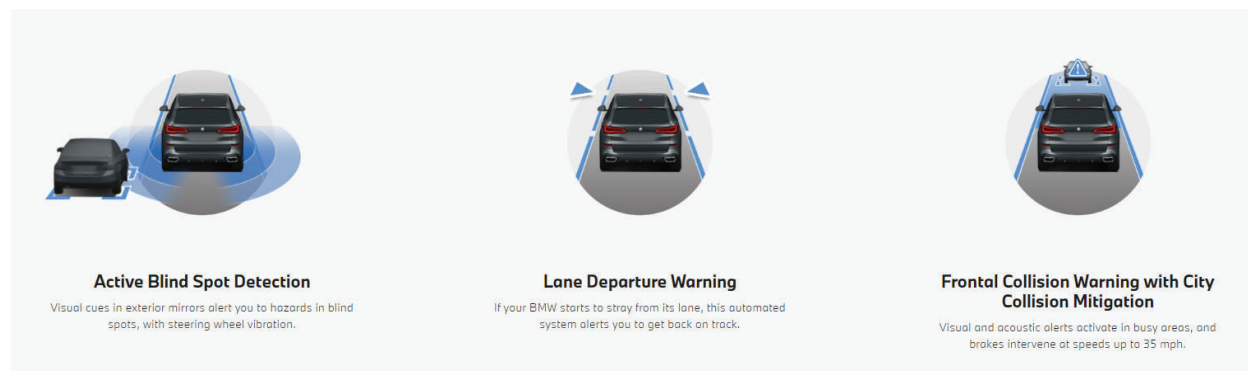 Active Blind Spot Detection
Visual cues in exterior mirrors alert you to hazards in blind
spots, with steering wheel vibration.
Lane Departure Warning
If your BMW starts to stray from its lane, this automated
system alerts you to get back on track.
Frontal Collision Warning with City
Collision Mitigation
Visual and acoustic alerts activate in busy areas, and
brakes intervene at speeds up to 35 mph.